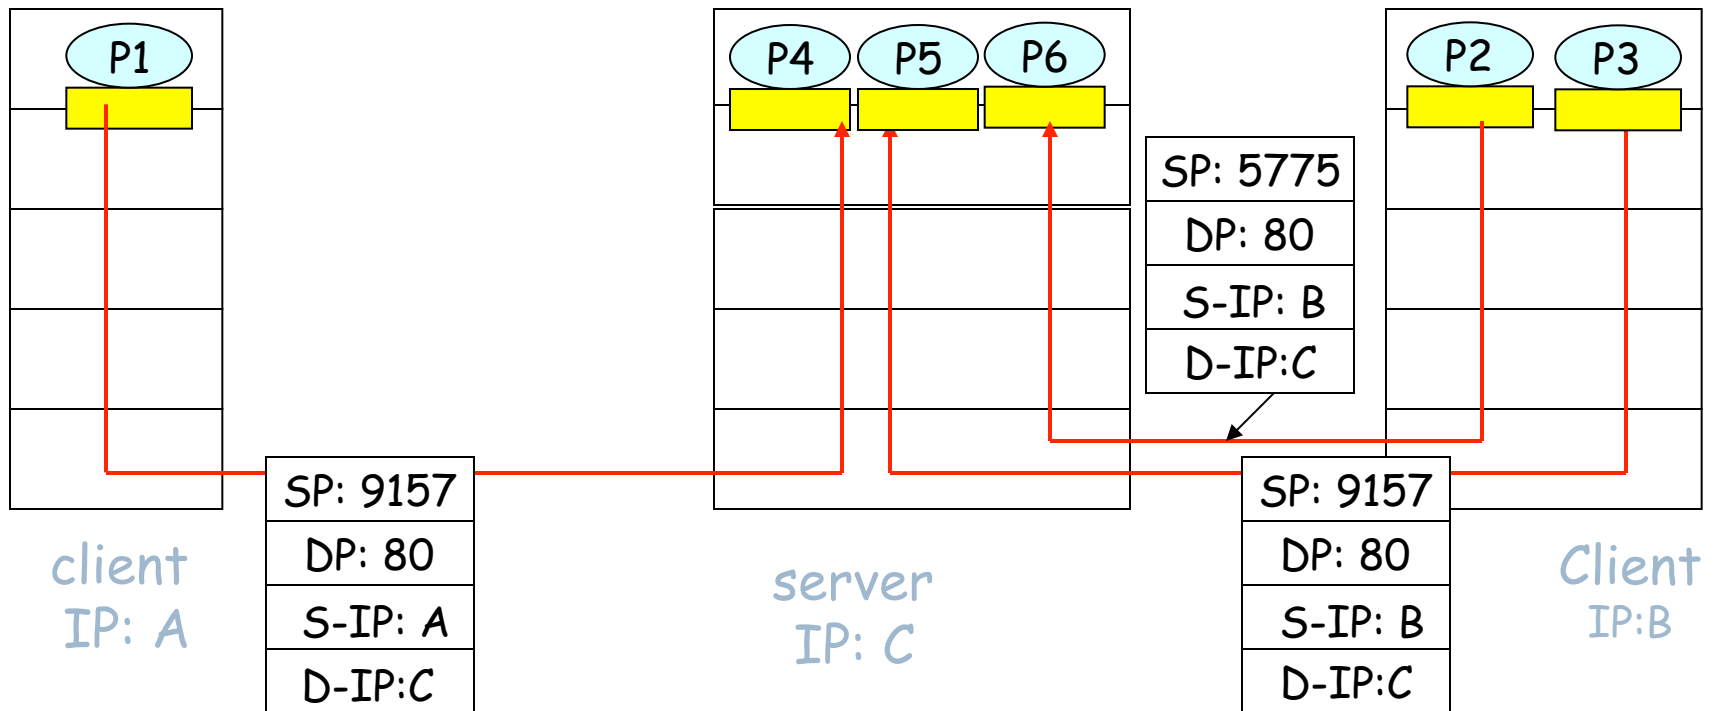 P1
P4
P5
P6
P2
P3
SP: 5775
DP: 80
S-IP: B
D-IP:C
SP: 9157
DP: 80
S-IP: A
D-IP:C
SP: 9157
DP: 80
S-IP: B
D-IP:C
client
IP: A
server
IP: C
Client
IP:B